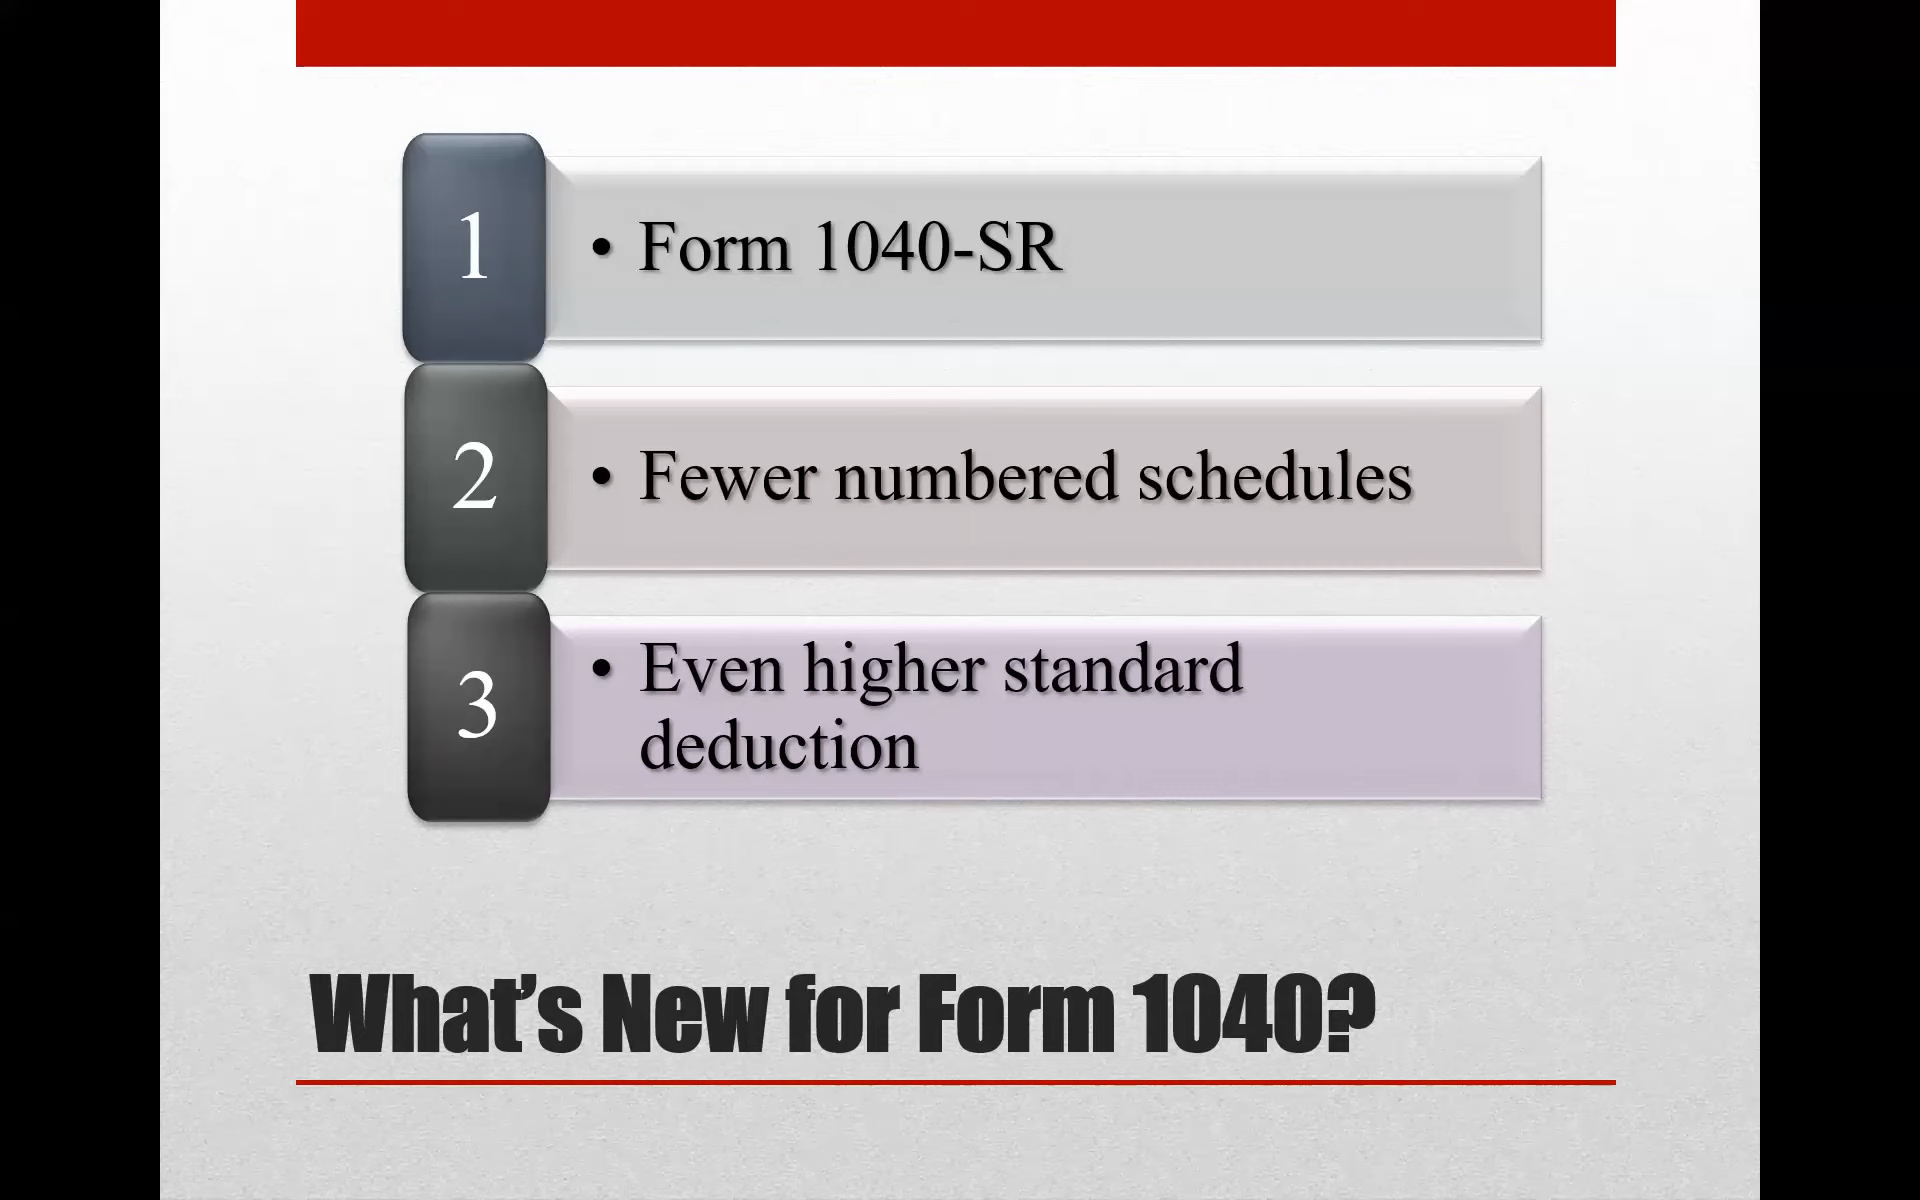 1
• Form 1040-SR
2
• Fewer numbered schedules
3
• Even higher standard
deduction
What’s New for Form 1040?